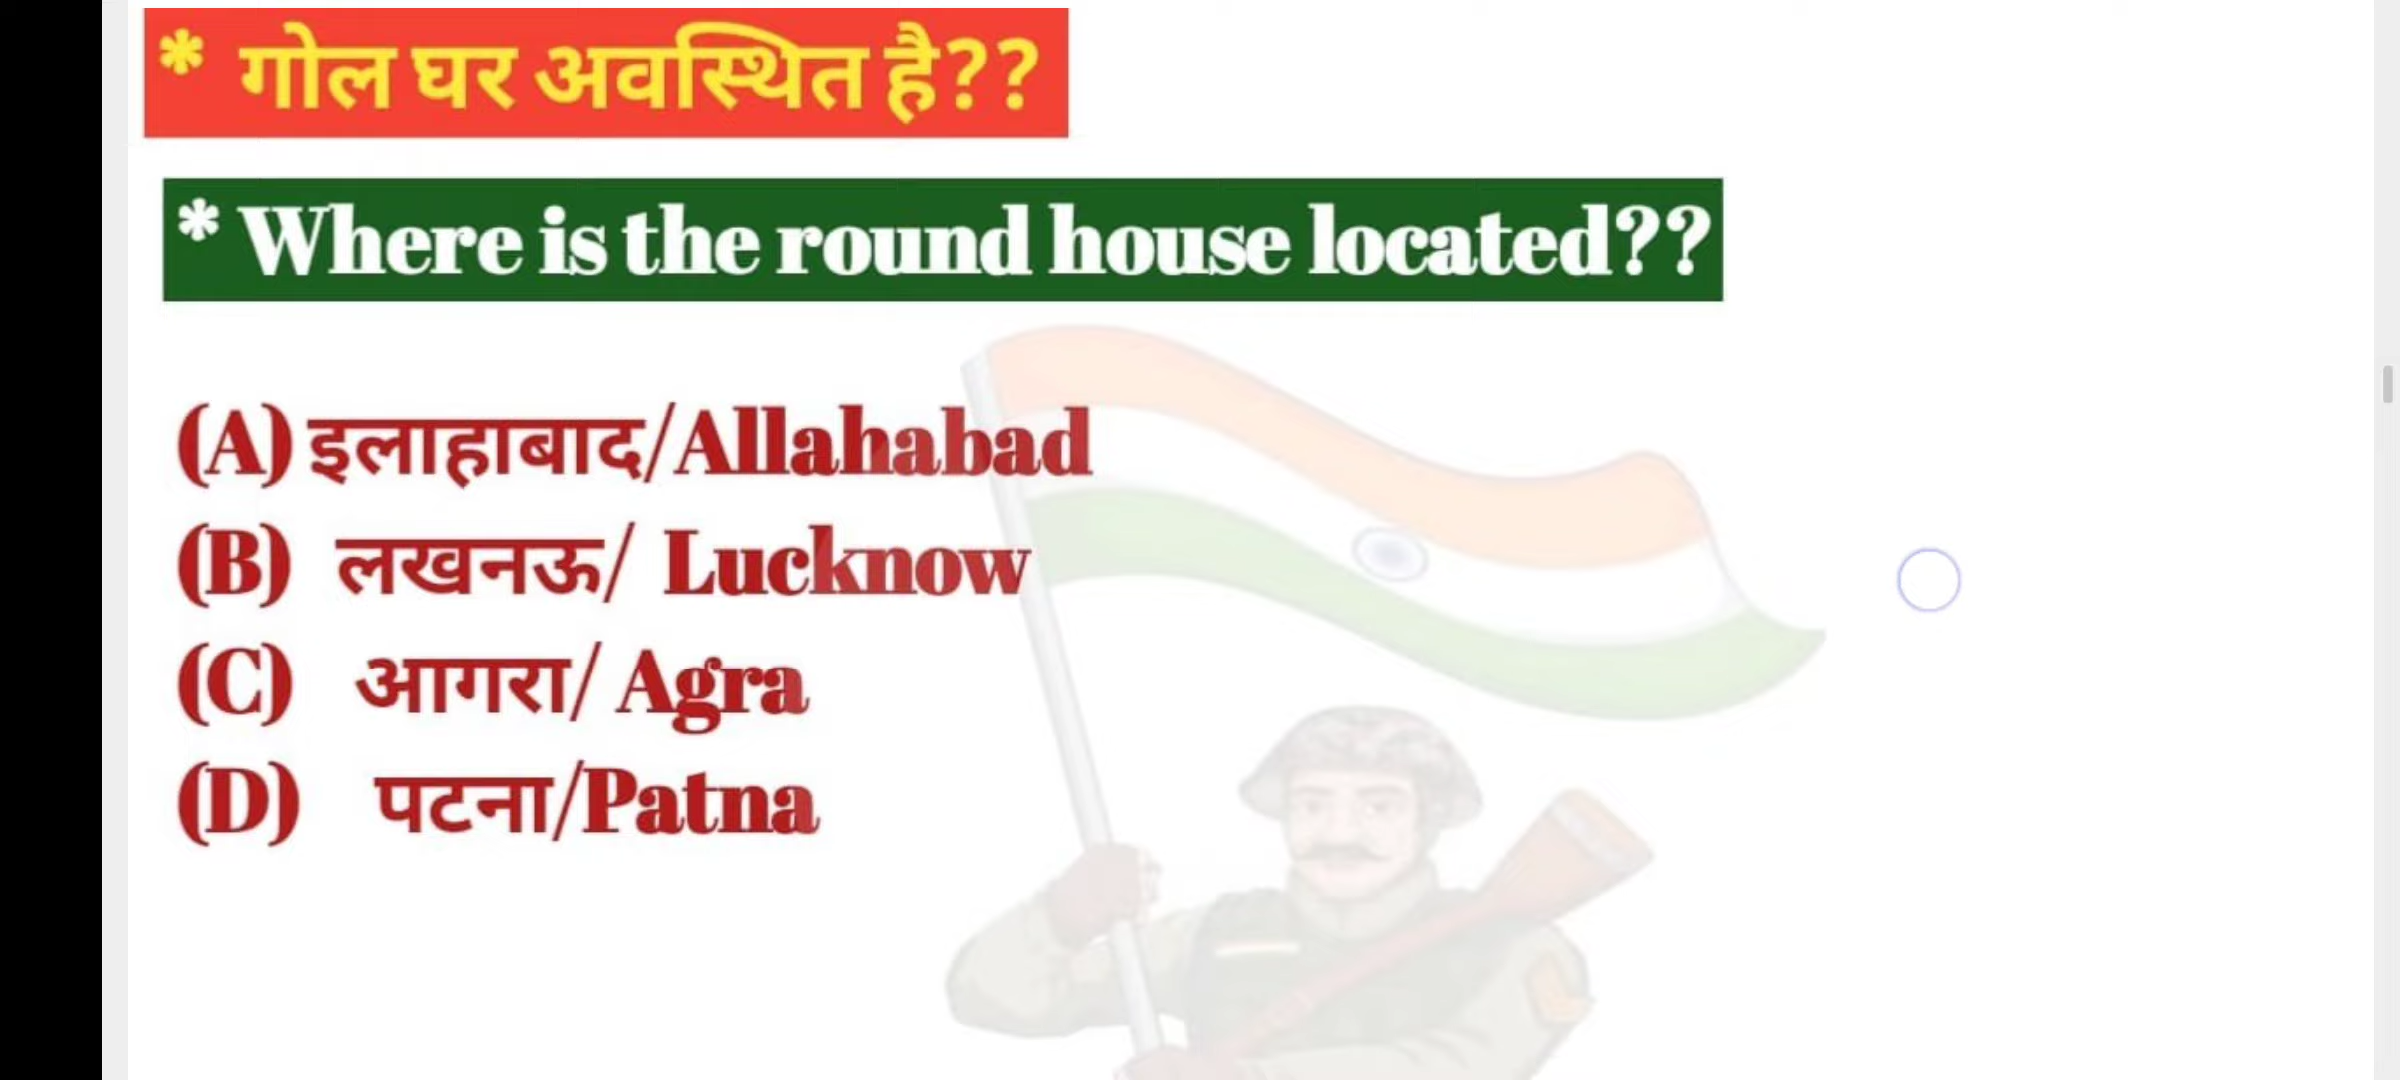 * गोल घर अवस्थित है??
* Where is the round house located??
(A) इलाहाबाद/Allahabad
(B) लखनऊ/ Lucknow
(C) आगरा/ Agra
(D) पटना/Patna